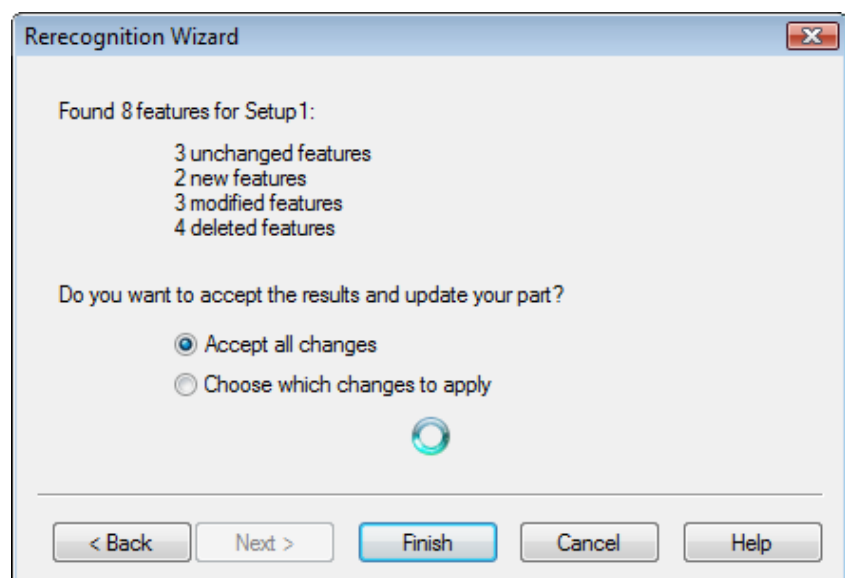 Rerecognition Wizard
Found 8 features for Setup1:
3 unchanged features
2 new features
3 modified features
4 deleted features
Do you want to accept the results and update your part?
Accept all changes
Choose which changes to apply
< Back Next > Finish Cancel Help